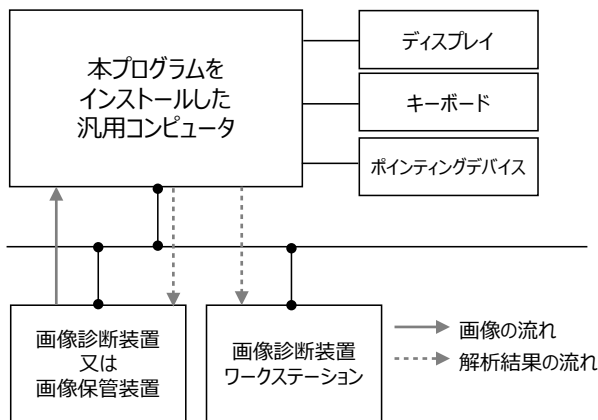 本プログラムを
インストールした
汎用コンピュータ
ディスプレイ
キーボード
ポインティングデバイス
画像診断装置
又は
画像保管装置
画像診断装置
ワークステーション
画像の流れ
解析結果の流れ